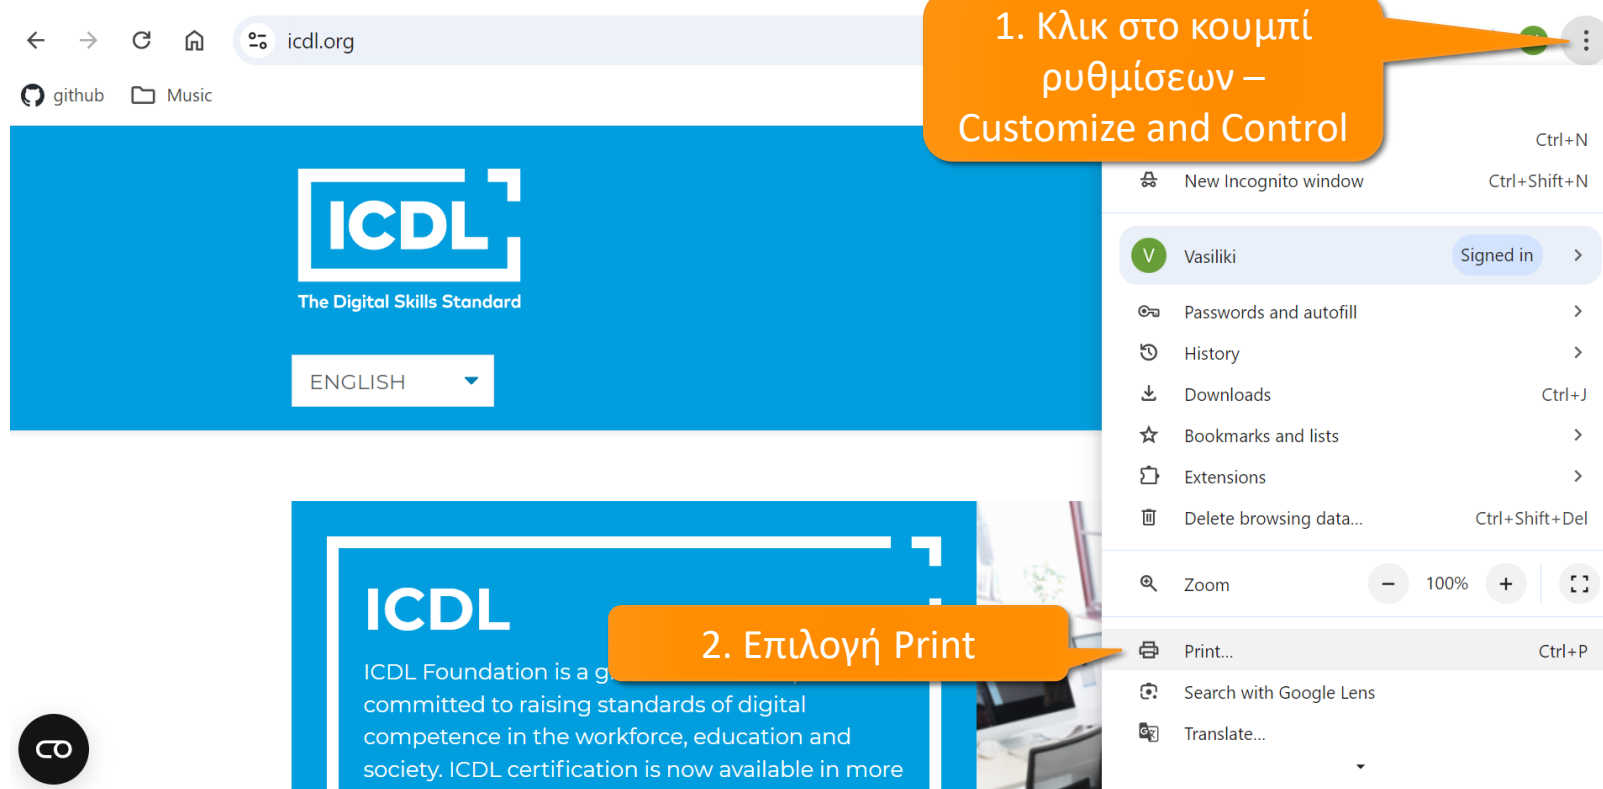 icdl.org
1. Κλικ στο κουμπί
ρυθμίσεων –
Customize and Control
github
Music
Ctrl+N
New Incognito window Ctrl+Shift+N
ICDL
The Digital Skills Standard
V Vasiliki Signed in
ENGLISH
Passwords and autofill
History
Downloads Ctrl+J
Bookmarks and lists
Extensions
Delete browsing data... Ctrl+Shift+Del
Zoom − 100% +
ICDL
2. Επιλογή Print
Print... Ctrl+P
ICDL Foundation is a
committed to raising standards of digital
competence in the workforce, education and
society. ICDL certification is now available in more
Search with Google Lens
Translate...